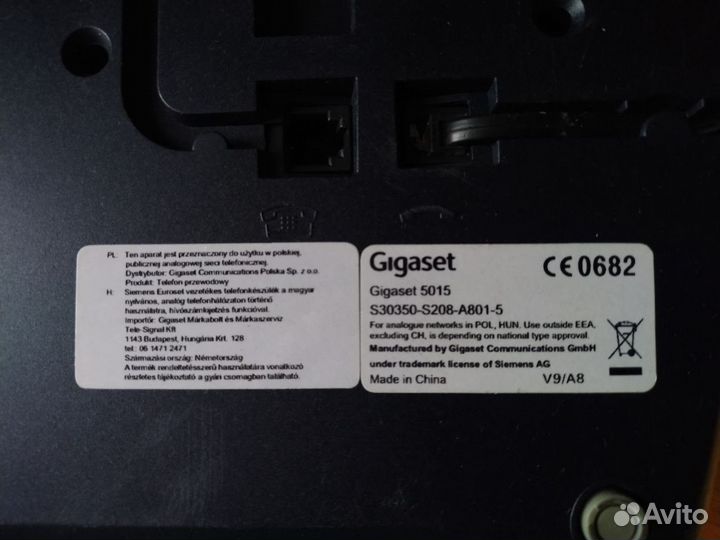 PL: Ten aparat jest przeznaczony do użytku w polskiej,
publicznej analogowej sieci telefonicznej.
Dystrybutor: Gigaset Communications Polska Sp. z o.o.
Produkt: Telefon przewodowy
H: Siemens Euroset vezetékes telefonkészülék a magyar
nyilvános, analóg telefonhálózaton történő
használatra, hívószámkijelzés funkcióval.
Importőr: Gigaset Márkabolt és Márkaszerviz
Tele-Signal Kft
1143 Budapest, Hungária Krt. 128
tel.: 06 1 471 2471
Származási ország: Németország
A termék rendeltetésszerű használatára vonatkozó
részletes tájékoztató a gyári csomagban található.
Gigaset
CE0682
Gigaset 5015
S30350-S208-A801-5
For analogue networks in POL, HUN. Use outside EEA,
excluding CH, is depending on national type approval.
Manufactured by Gigaset Communications GmbH
under trademark license of Siemens AG
Made in China V9/A8
Avito